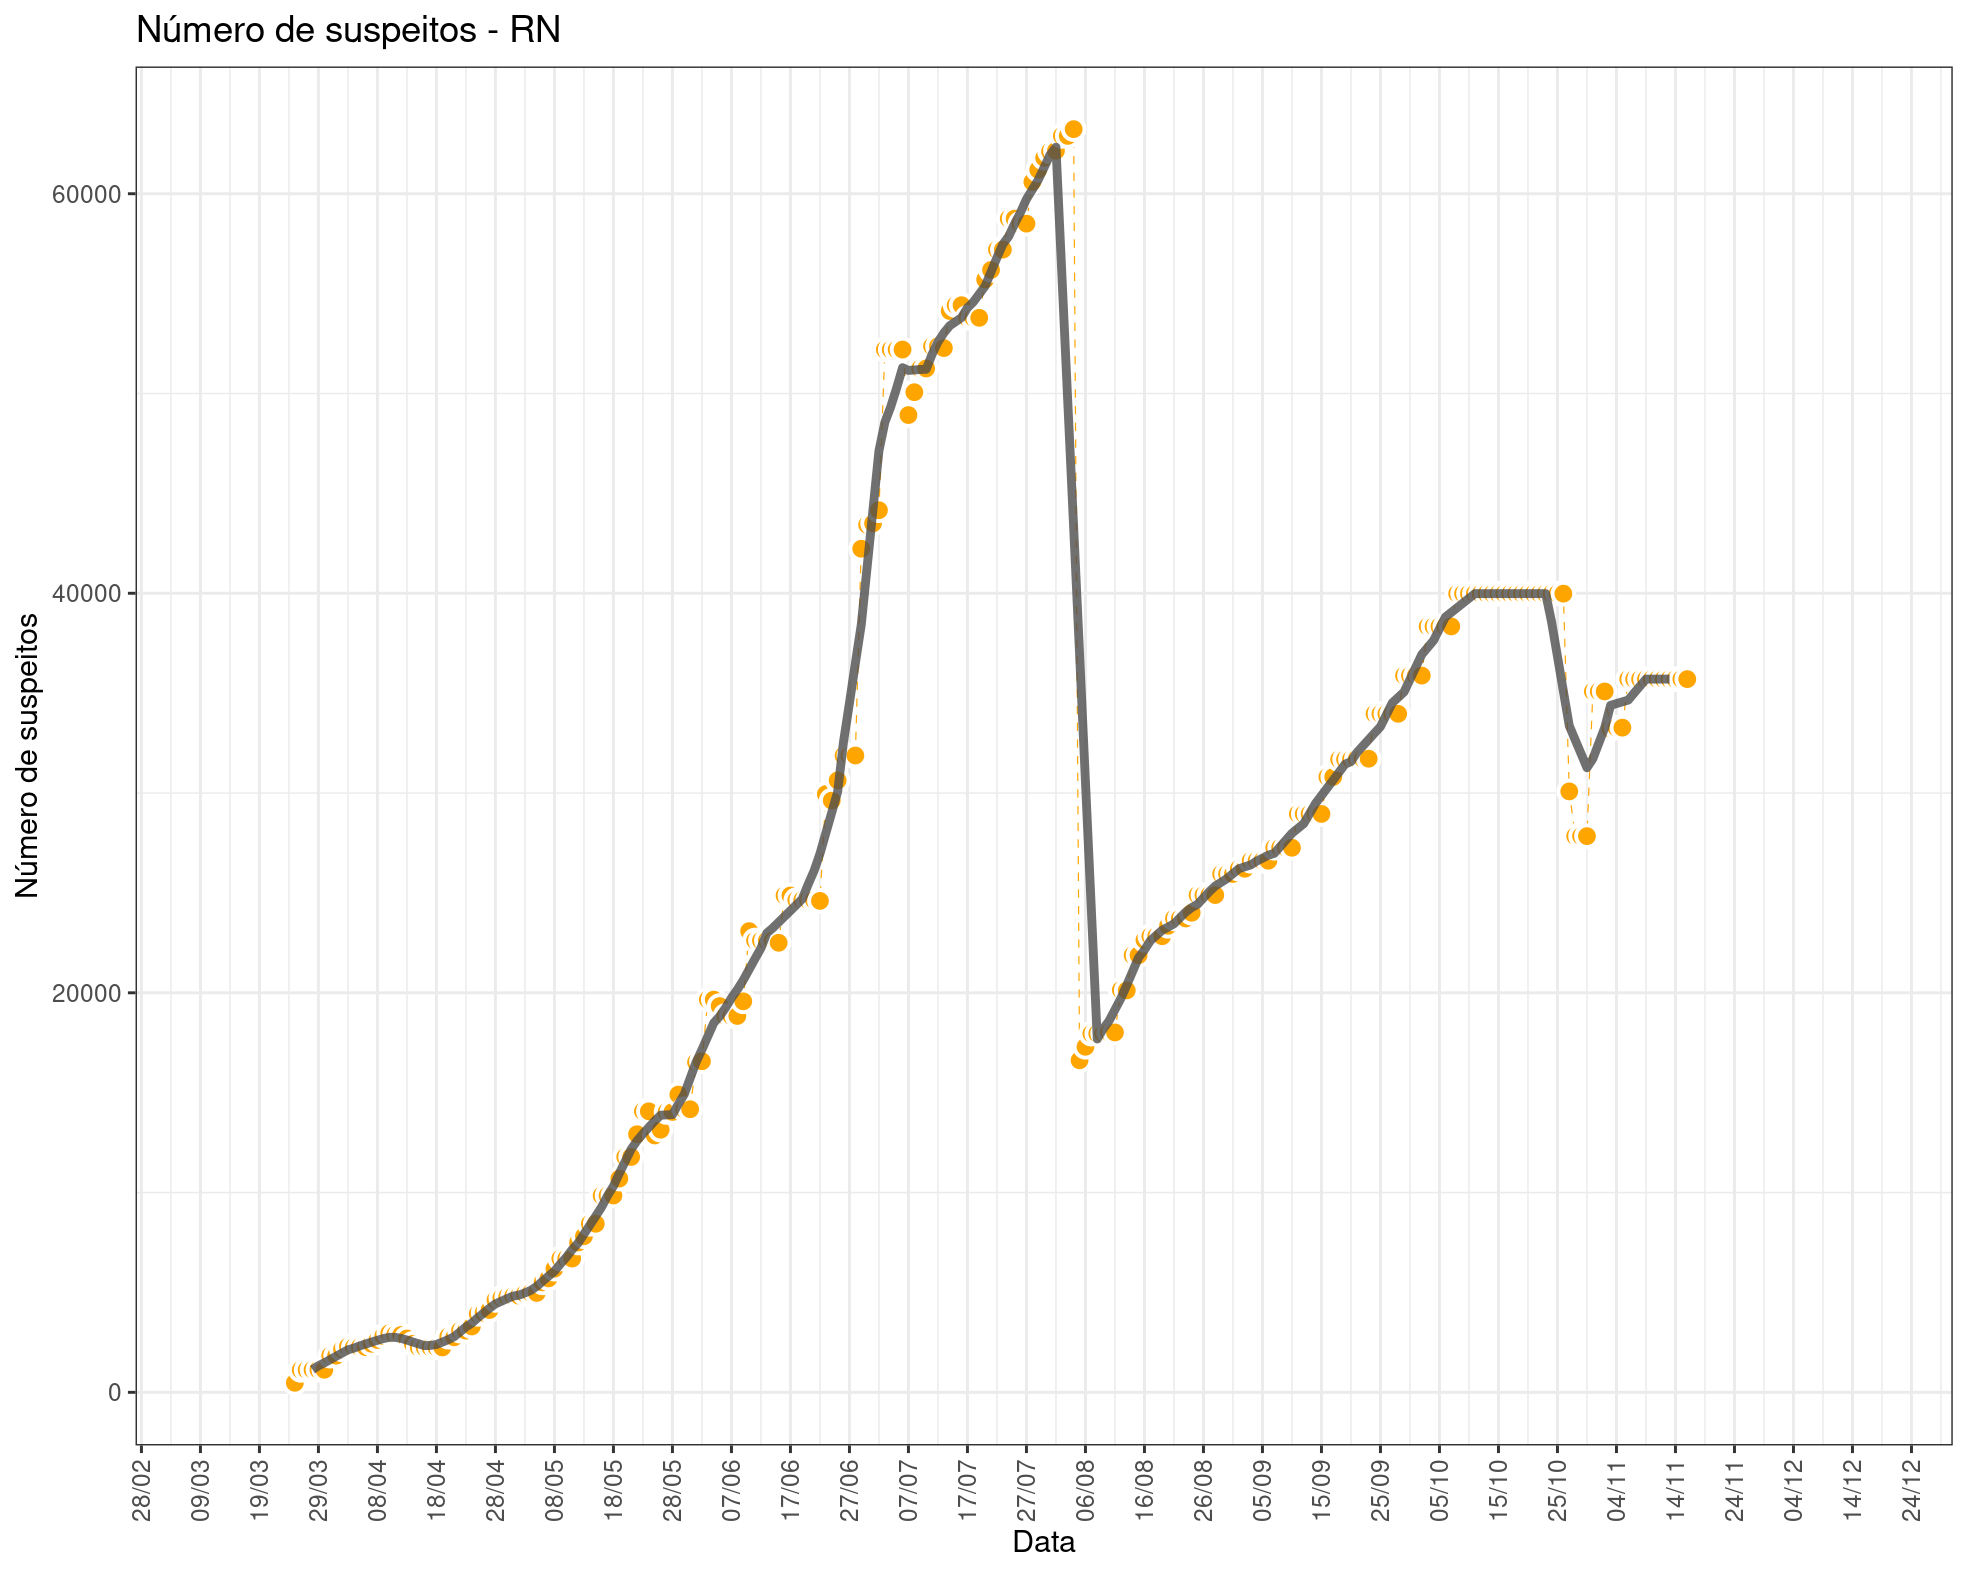 Número de suspeitos - RN
Número de suspeitos
60000
40000
20000
0
28/02 09/03 19/03 29/03 08/04 18/04 28/04 08/05 18/05 28/05 07/06 17/06 27/06 07/07 17/07 27/07 06/08 16/08 26/08 05/09 15/09 25/09 05/10 15/10 25/10 04/11 14/11 24/11 04/12 14/12 24/12
Data